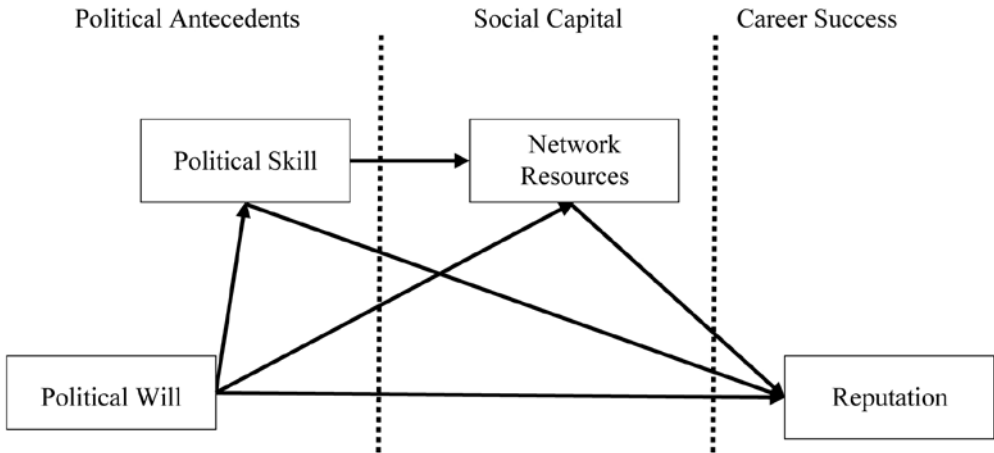 Political Antecedents
Social Capital
Career Success
Political Skill
Network
Resources
Political Will
Reputation